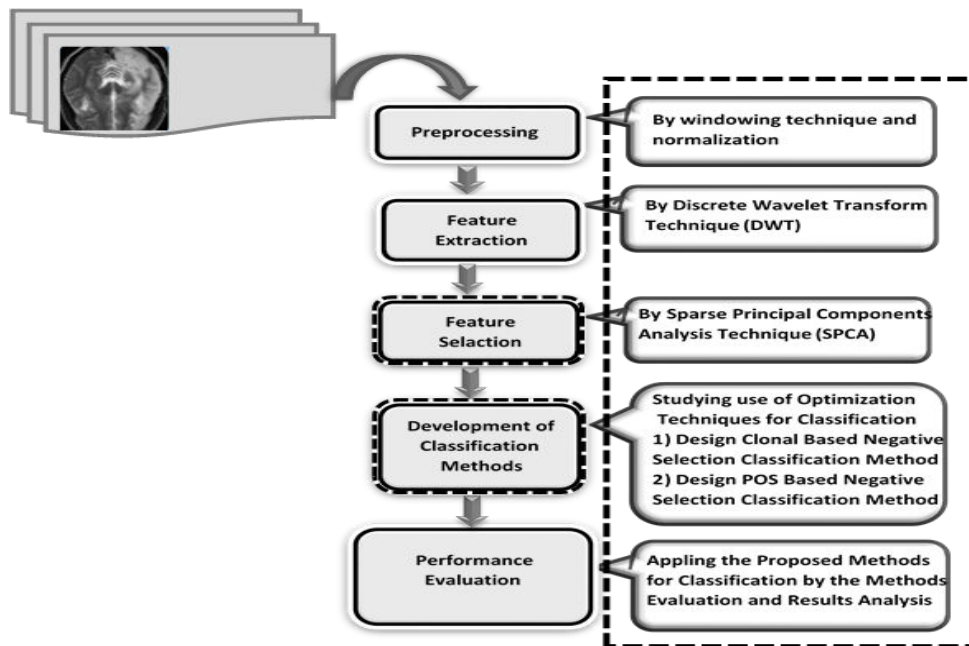 Preprocessing
By windowing technique and
normalization
Feature
Extraction
By Discrete Wavelet Transform
Technique (DWT)
Feature
Selaction
By Sparse Principal Components
Analysis Technique (SPCA)
Development of
Classification
Methods
Studying use of Optimization
Techniques for Classification
1) Design Clonal Based Negative
Selection Classification Method
2) Design POS Based Negative
Selection Classification Method
Performance
Evaluation
Appling the Proposed Methods
for Classification by the Methods
Evaluation and Results Analysis